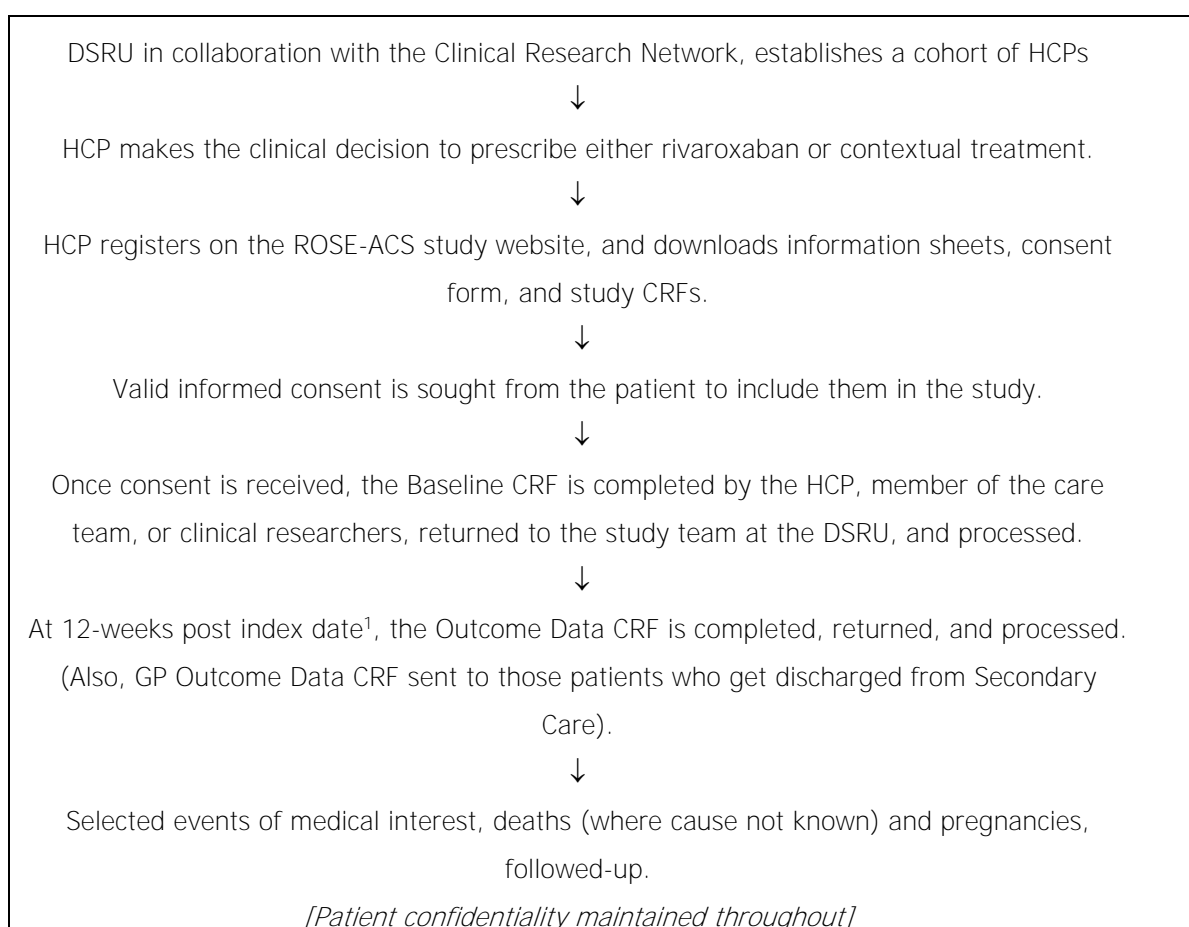 DSRU in collaboration with the Clinical Research Network, establishes a cohort of HCPs
↓
HCP makes the clinical decision to prescribe either rivaroxaban or contextual treatment.
↓
HCP registers on the ROSE-ACS study website, and downloads information sheets, consent
form, and study CRFs.
↓
Valid informed consent is sought from the patient to include them in the study.
↓
Once consent is received, the Baseline CRF is completed by the HCP, member of the care
team, or clinical researchers, returned to the study team at the DSRU, and processed.
↓
At 12-weeks post index date¹, the Outcome Data CRF is completed, returned, and processed.
(Also, GP Outcome Data CRF sent to those patients who get discharged from Secondary
Care).
↓
Selected events of medical interest, deaths (where cause not known) and pregnancies,
followed-up.
[Patient confidentiality maintained throughout]